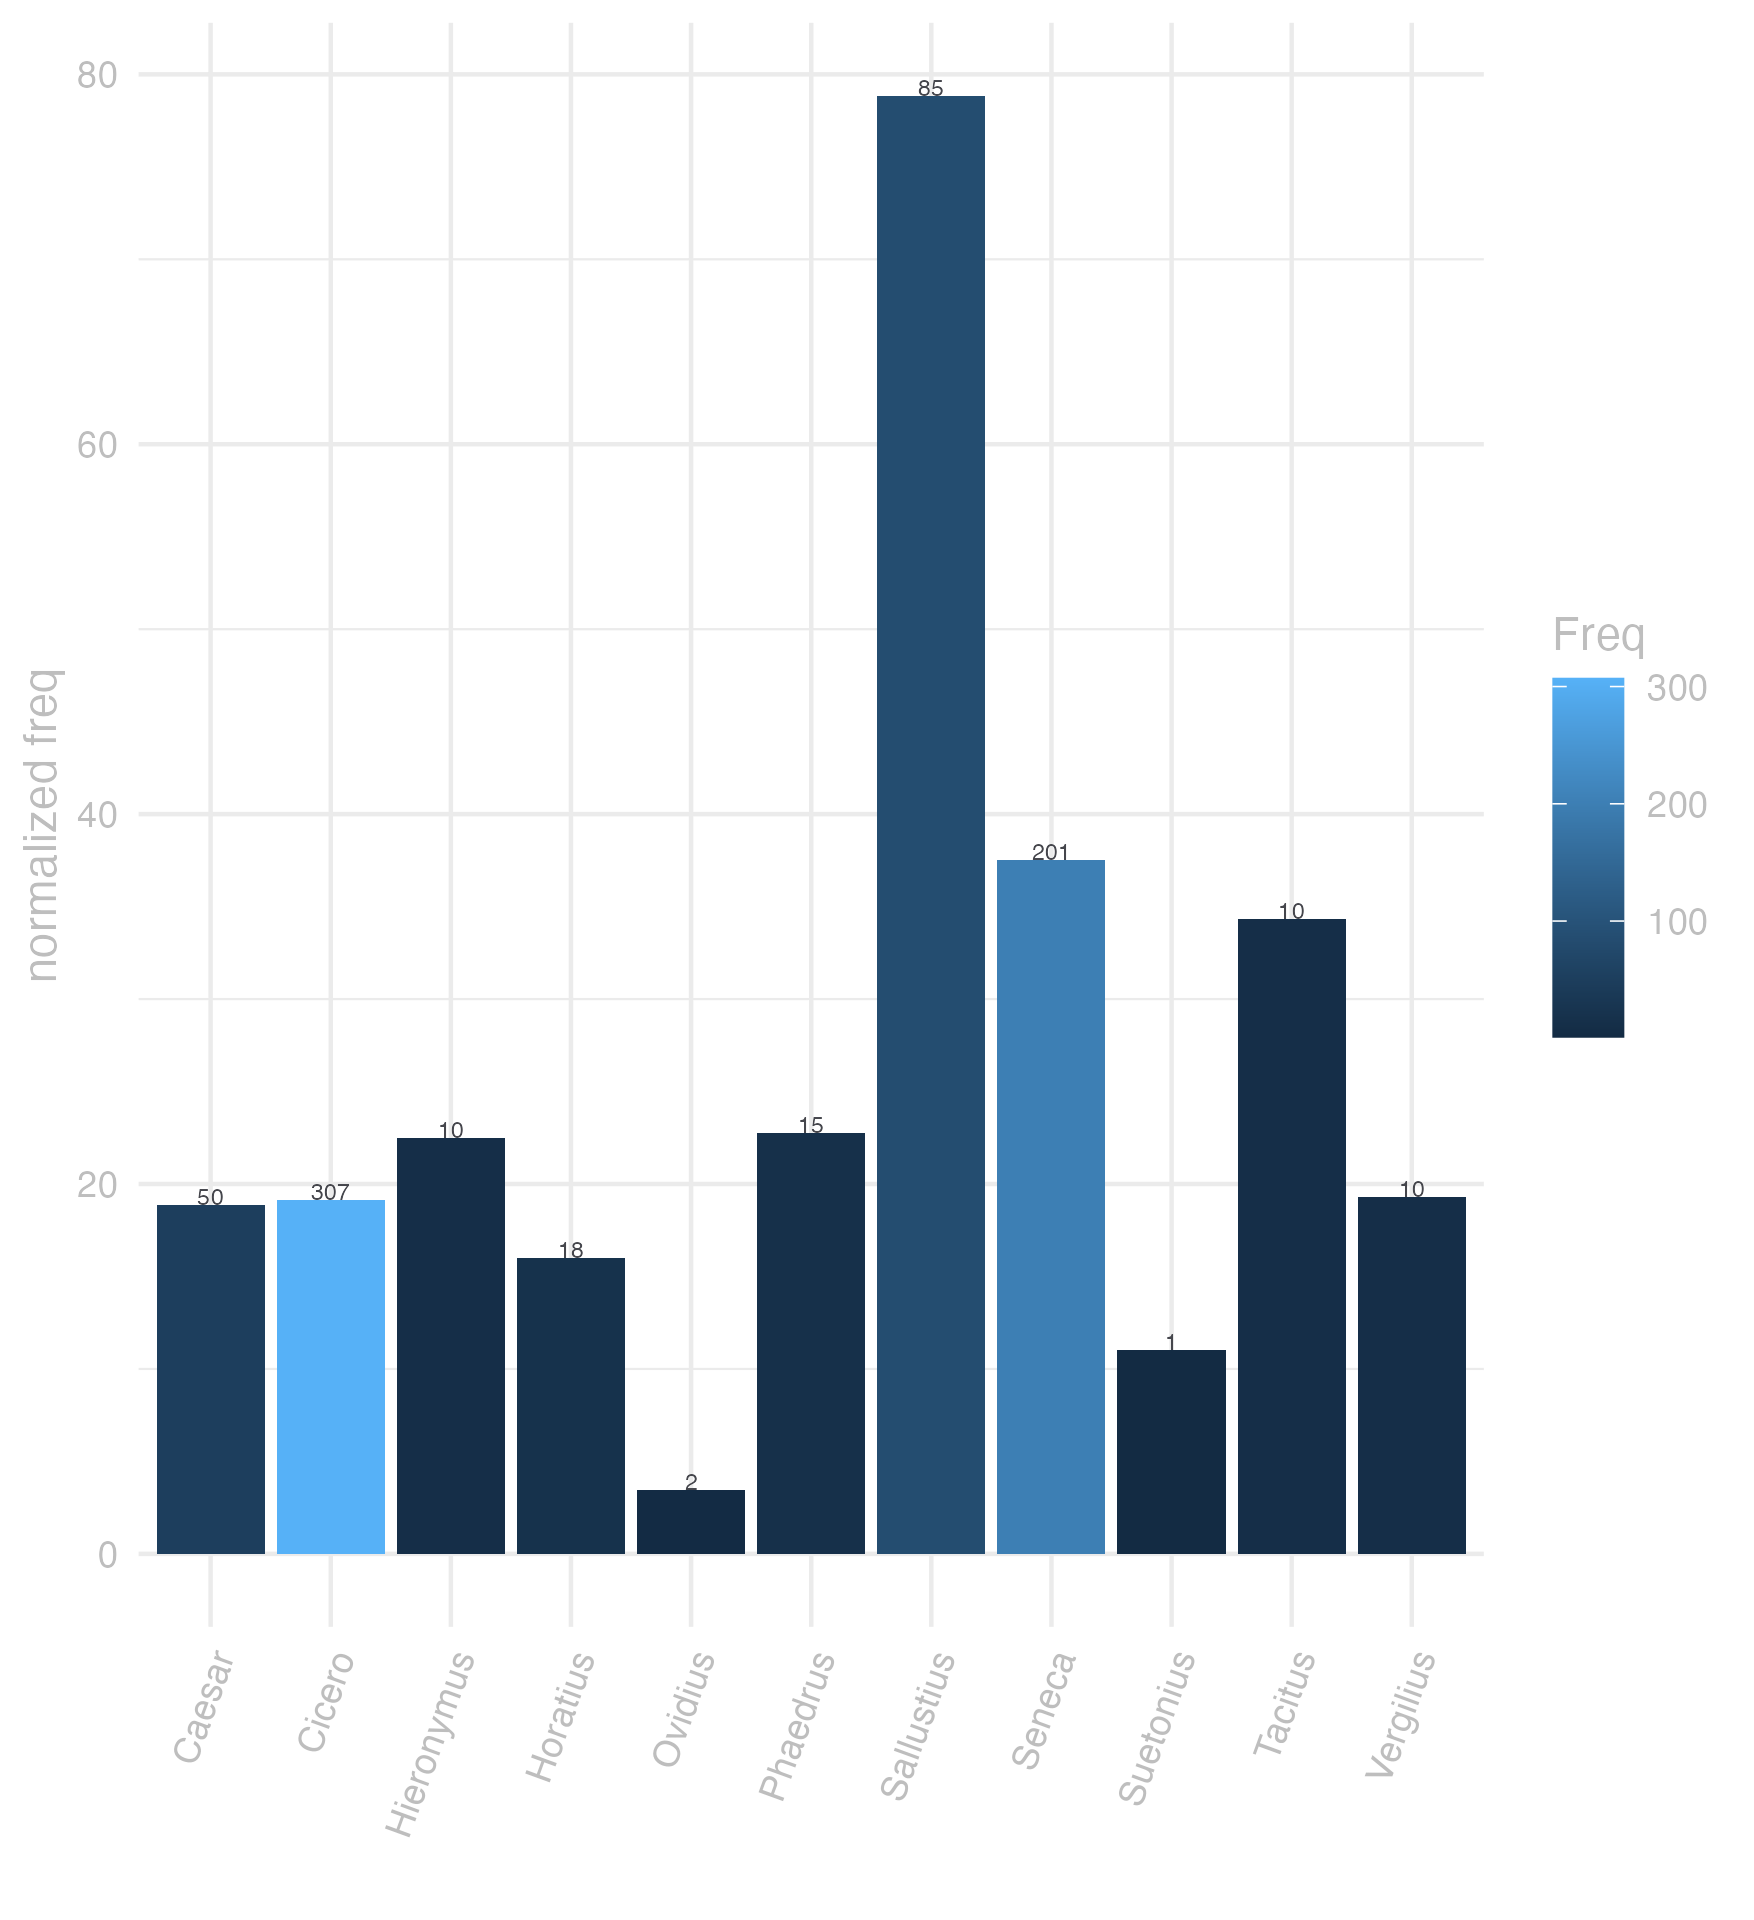 80
85
60
Freq
300
normalized freq
40
200
201
10
100
10
15
20
50
307
10
18
1
2
0
Caesar
Cicero
Hieronymus
Horatius
Ovidius
Phaedrus
Sallustius
Seneca
Suetonius
Tacitus
Vergilius